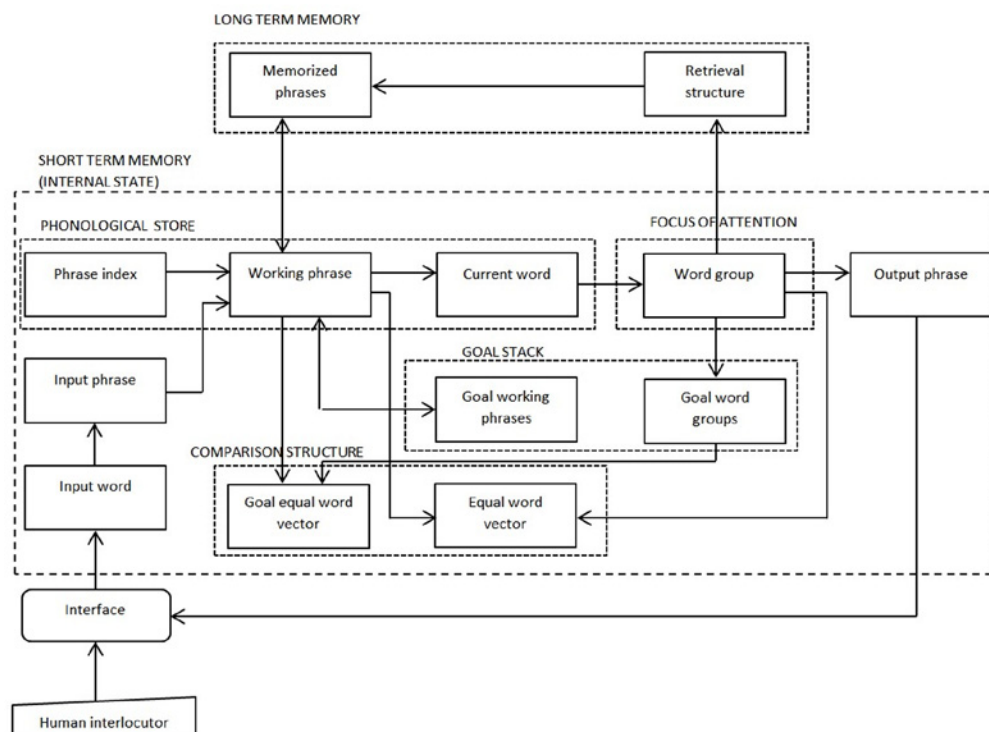 LONG TERM MEMORY
Memorized
phrases
Retrieval
structure
SHORT TERM MEMORY
(INTERNAL STATE)
PHONOLOGICAL STORE
FOCUS OF ATTENTION
Phrase index
Working phrase
Current word
Word group
Output phrase
GOAL STACK
Input phrase
Goal working
phrases
Goal word
groups
COMPARISON STRUCTURE
Input word
Goal equal word
vector
Equal word
vector
Interface
Human interlocutor